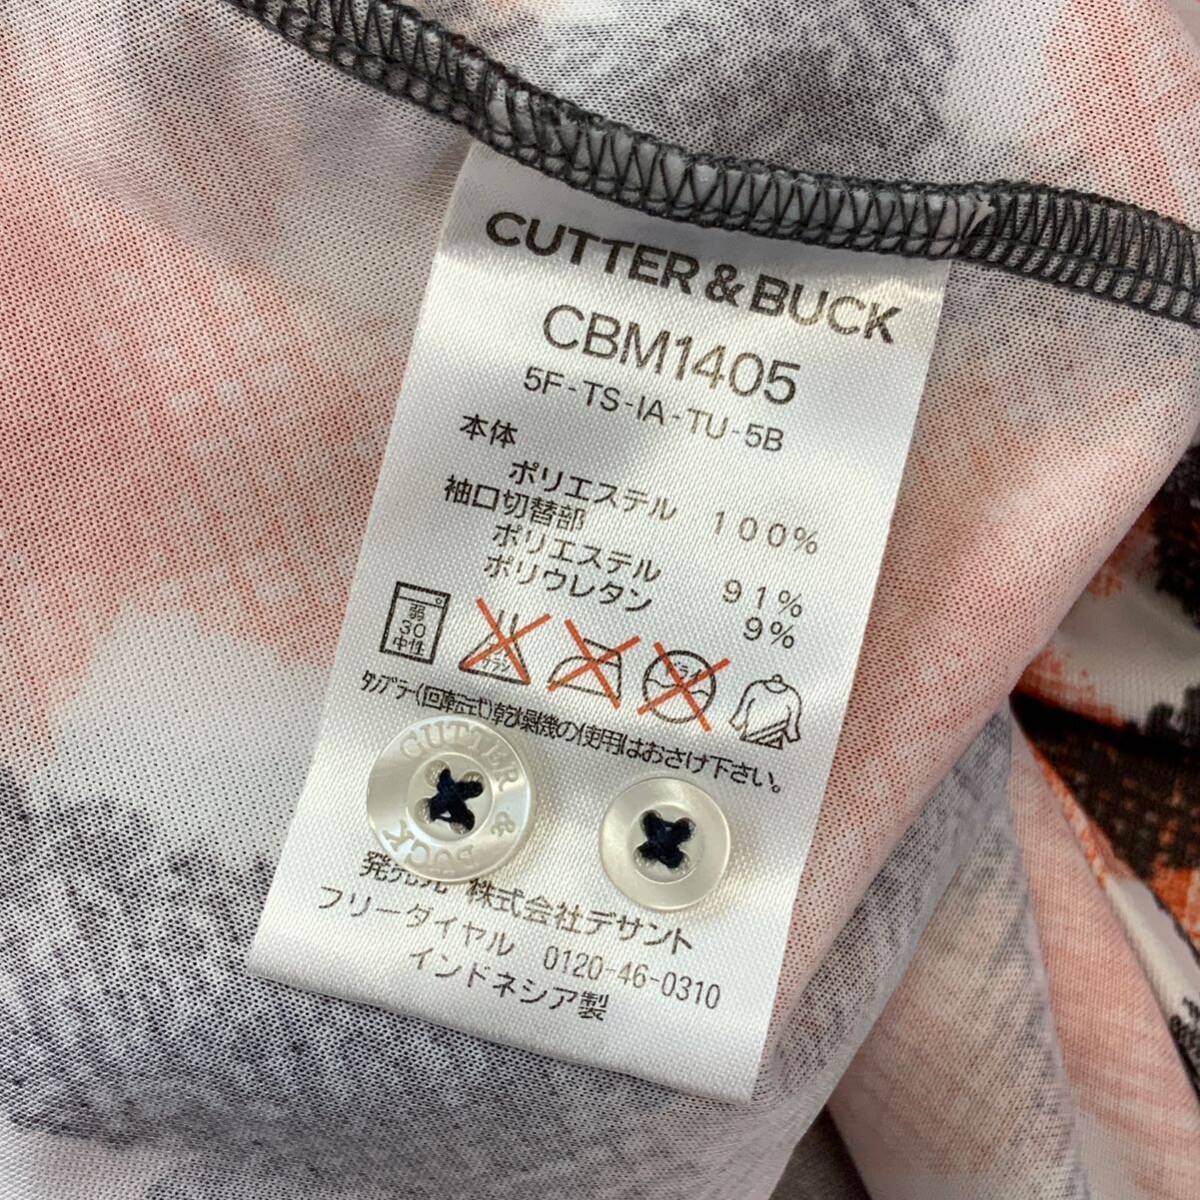 CUTTER & BUCK
CBM1405
5F-TS-IA-TU-5B
本体
ポリエステル 100%
袖口切替部
ポリエステル 91%
ポリウレタン 9%
弱
30
中性
タンブラー(回転式)乾燥機の使用はおさけ下さい。
CUTTER & BUCK
発売元 株式会社デサント
フリーダイヤル 0120-46-0310
インドネシア製